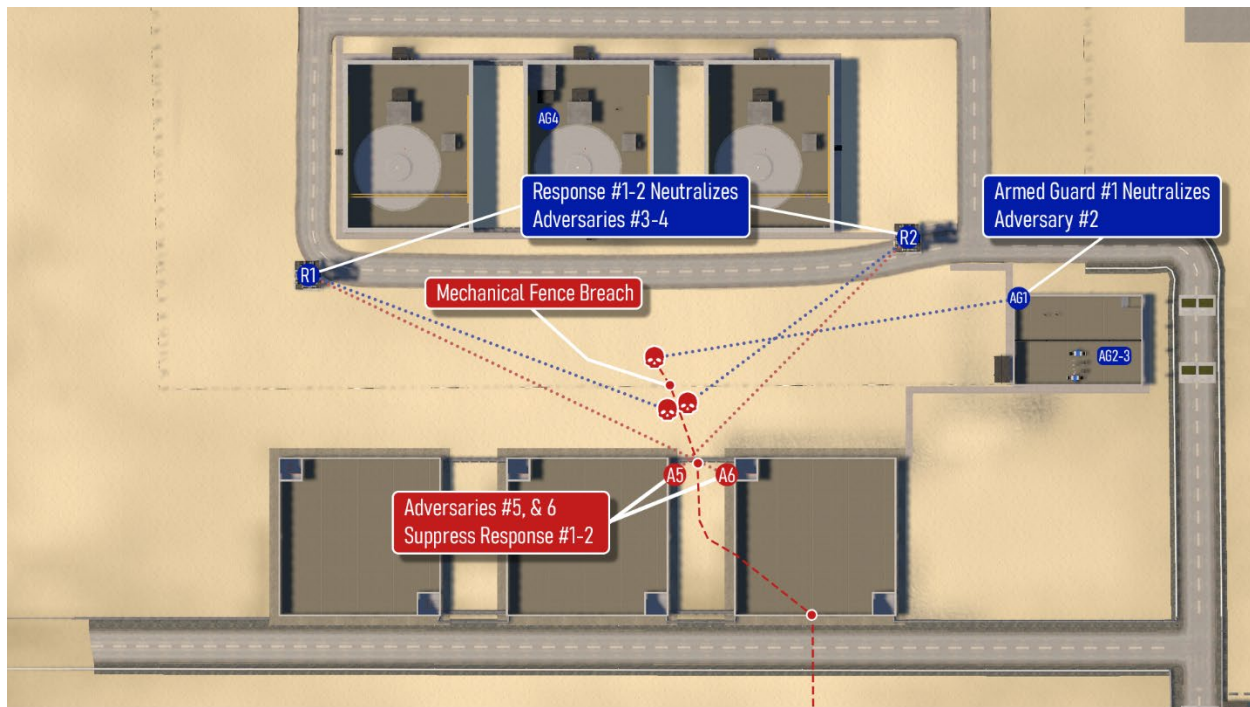 AG4
Response #1-2 Neutralizes
Adversaries #3-4
Armed Guard #1 Neutralizes
Adversary #2
R2
R1
Mechanical Fence Breach
AG1
AG2-3
A5
A6
Adversaries #5, & 6
Suppress Response #1-2